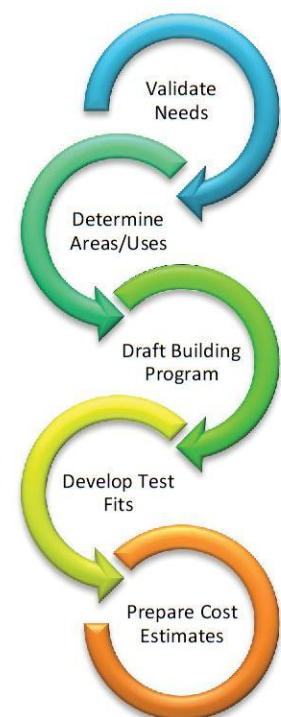 Validate
Needs
Determine
Areas/Uses
Draft Building
Program
Develop Test
Fits
Prepare Cost
Estimates